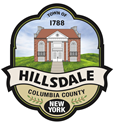 TOWN OF
1788
HILLSDALE
COLUMBIA COUNTY
NEW
YORK